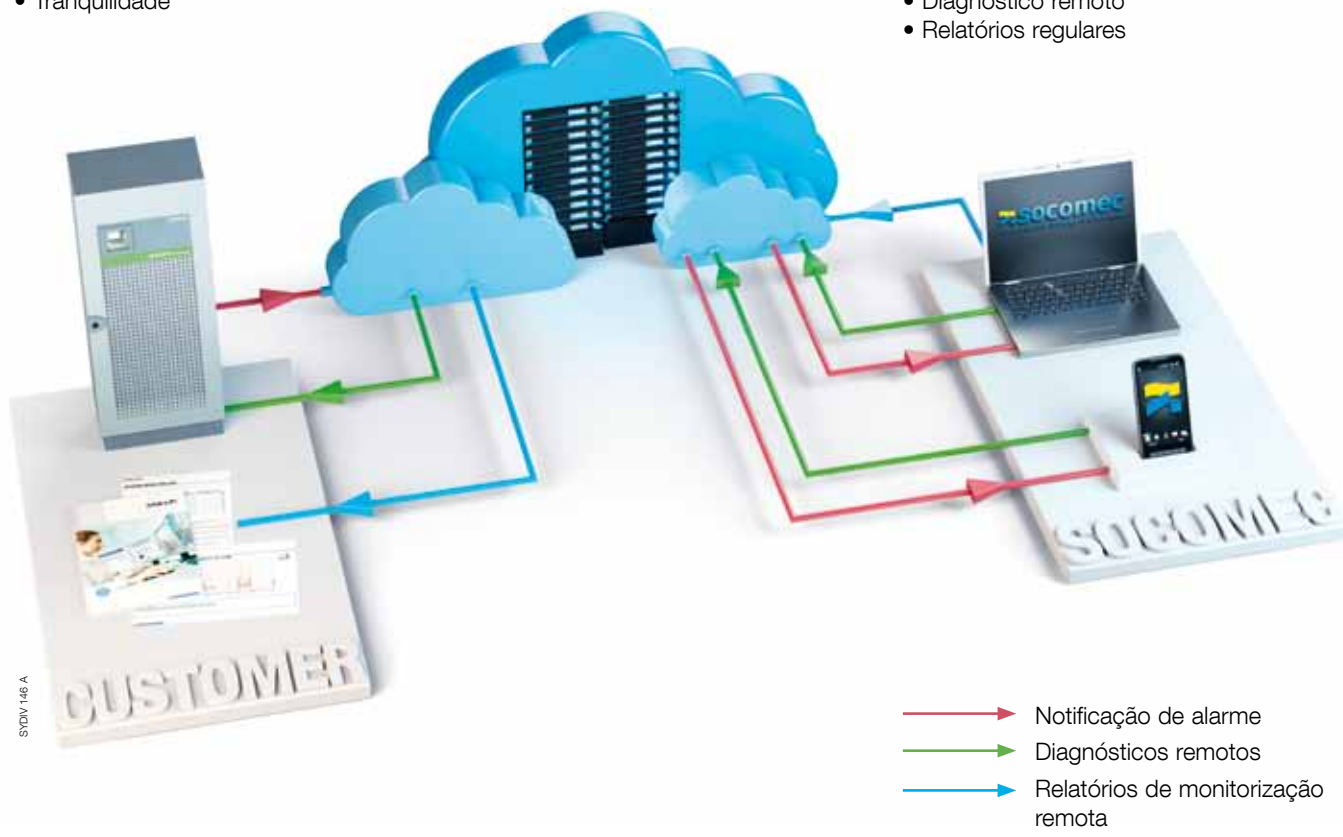 • Tranquilidade
• Diagnóstico remoto
• Relatórios regulares
socomec
SOCOMEC
CUSTOMER
SYDIV 146 A
Notificação de alarme
Diagnósticos remotos
Relatórios de monitorização
remota